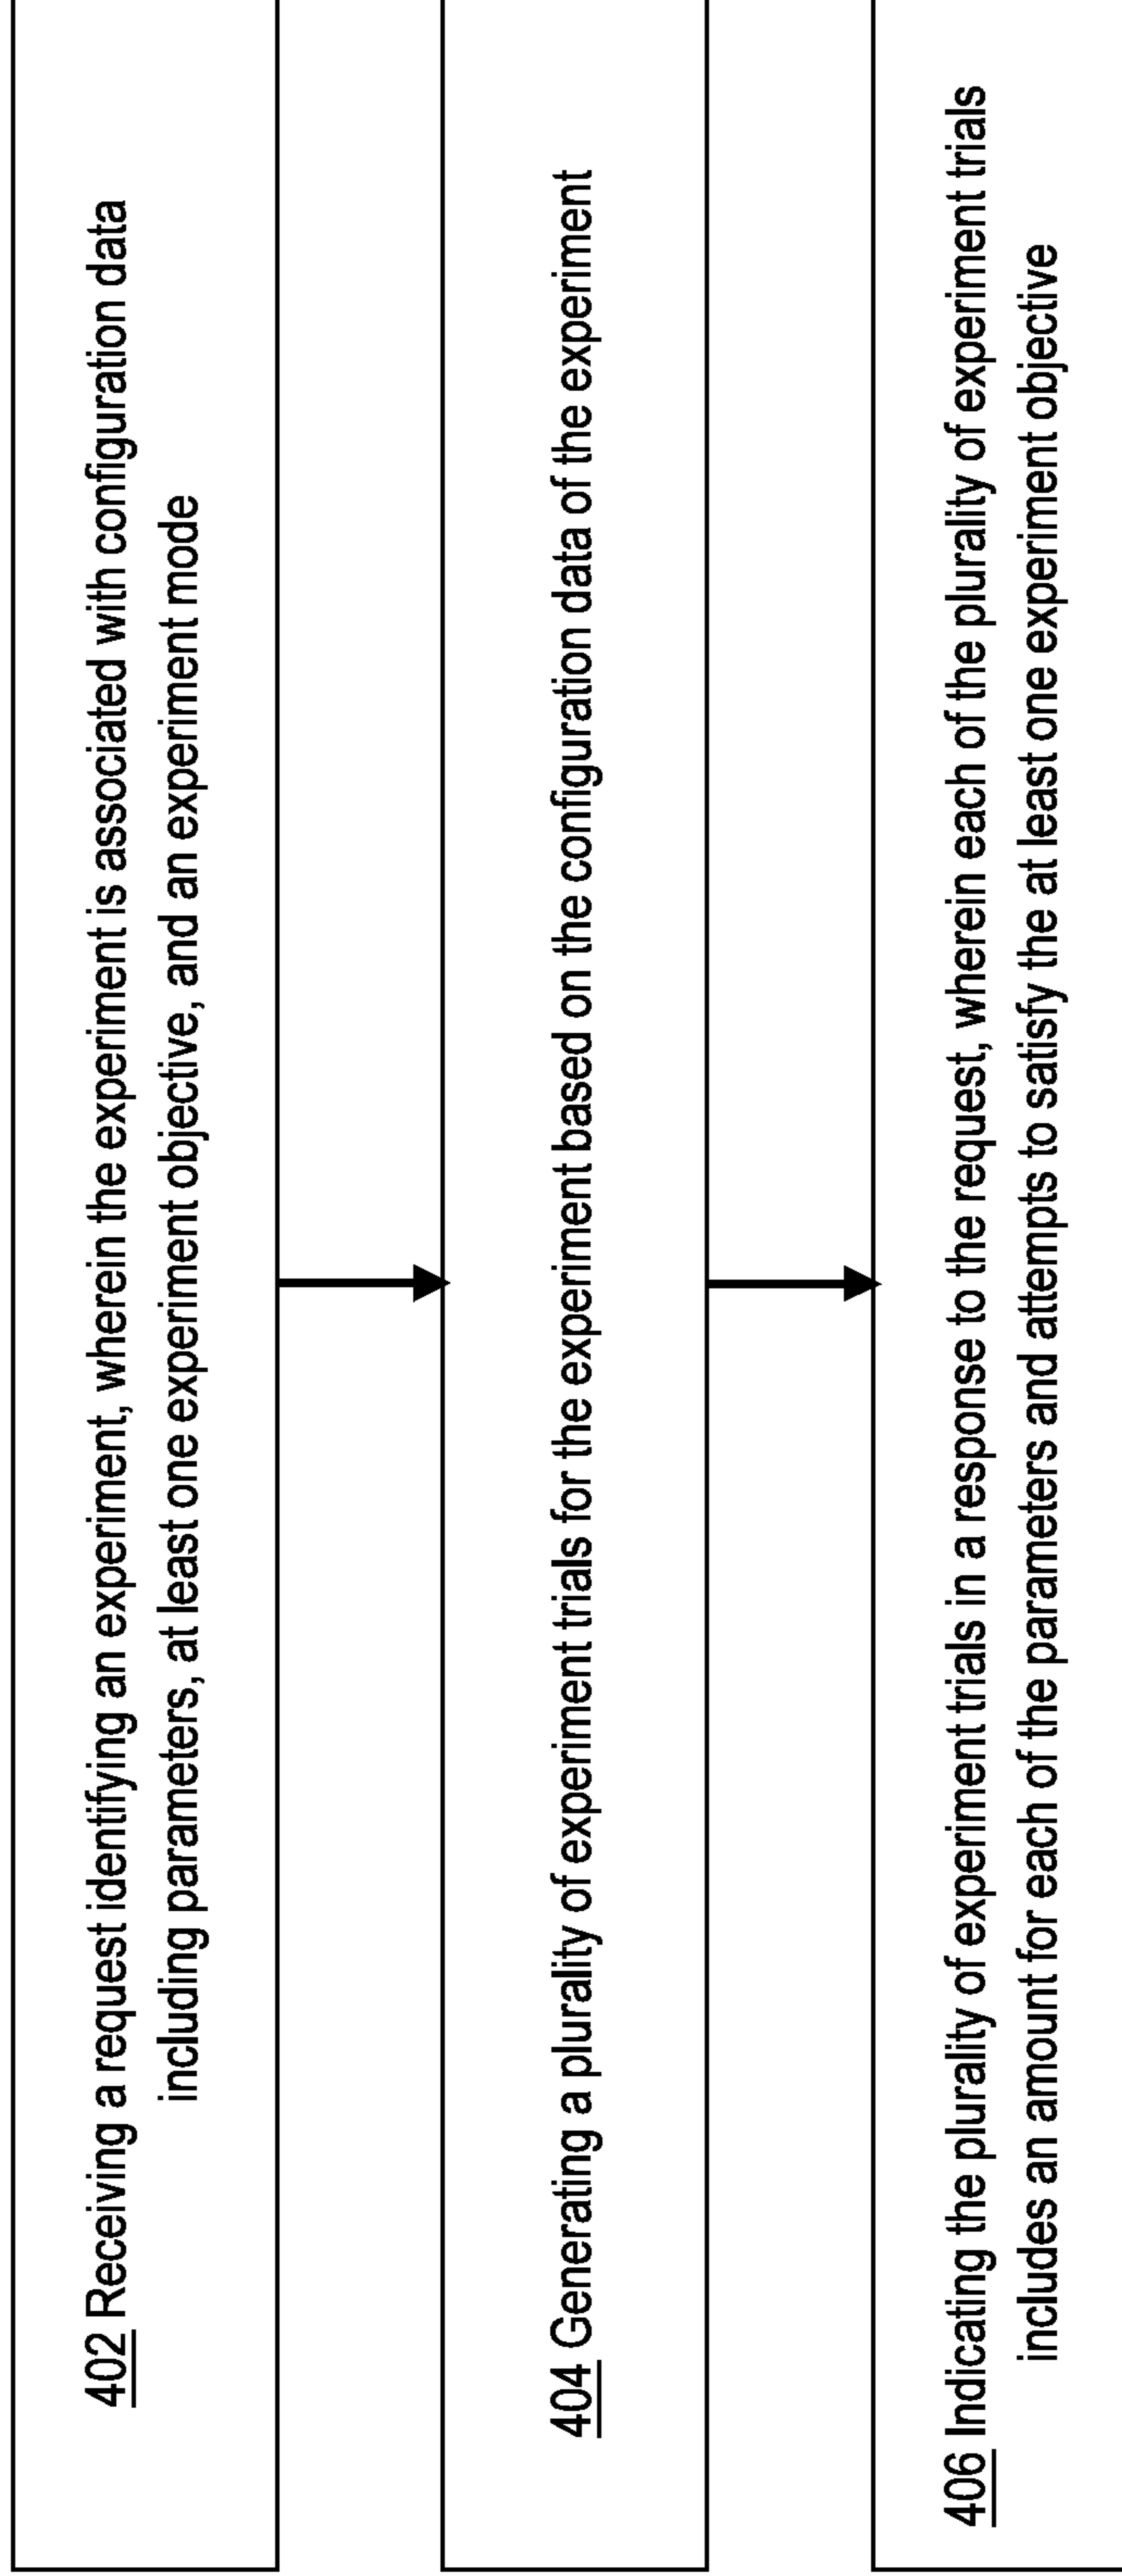 402 Receiving a request identifying an experiment, wherein the experiment is associated with configuration data
including parameters, at least one experiment objective, and an experiment mode
404 Generating a plurality of experiment trials for the experiment based on the configuration data of the experiment
406 Indicating the plurality of experiment trials in a response to the request, wherein each of the plurality of experiment trials
includes an amount for each of the parameters and attempts to satisfy the at least one experiment objective